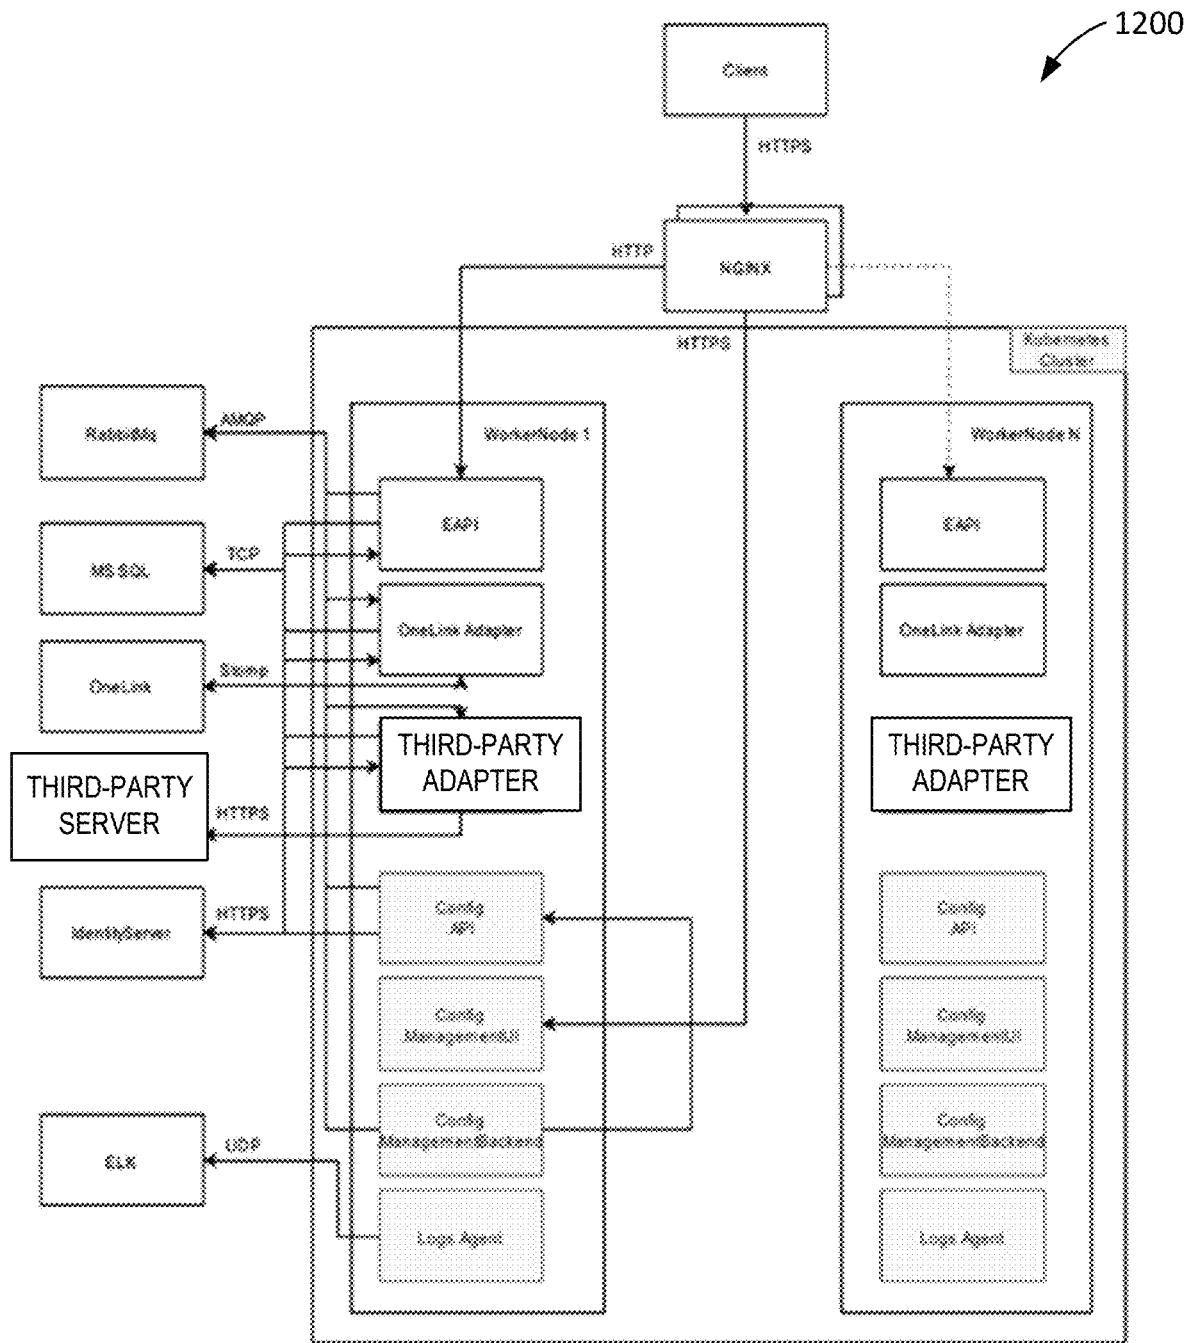 1200
Client
HTTPS
HTTP
NGINX
HTTPS
Kubernetes
Cluster
RabbitMq
AMQP
WorkerNode 1
WorkerNode N
EAPI
EAPI
MS SQL
TCP
OneLink Adapter
OneLink Adapter
OneLink
THIRD-PARTY
ADAPTER
THIRD-PARTY
ADAPTER
THIRD-PARTY
SERVER
HTTPS
HTTPS
IdentityServer
Config
API
Config
API
Config
ManagementUI
Config
ManagementUI
Config
ManagementBackend
Config
ManagementBackend
ELK
UDP
Logs Agent
Logs Agent